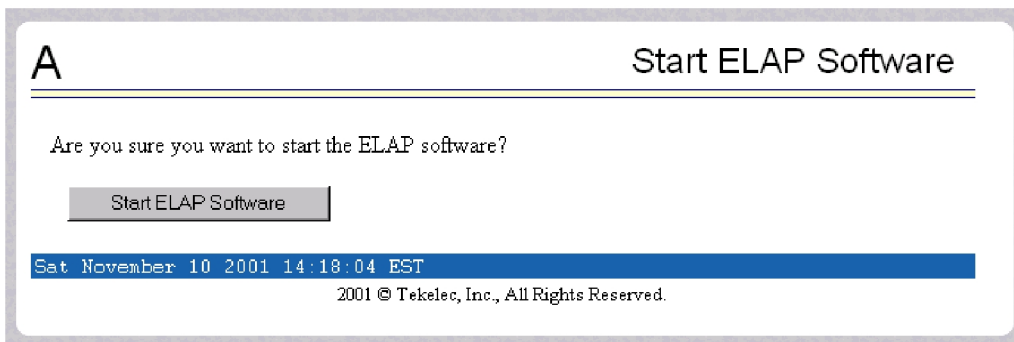 A
Start ELAP Software
Are you sure you want to start the ELAP software?
Start ELAP Software
Sat November 10 2001 14:18:04 EST
2001 © Tekelec, Inc., All Rights Reserved.